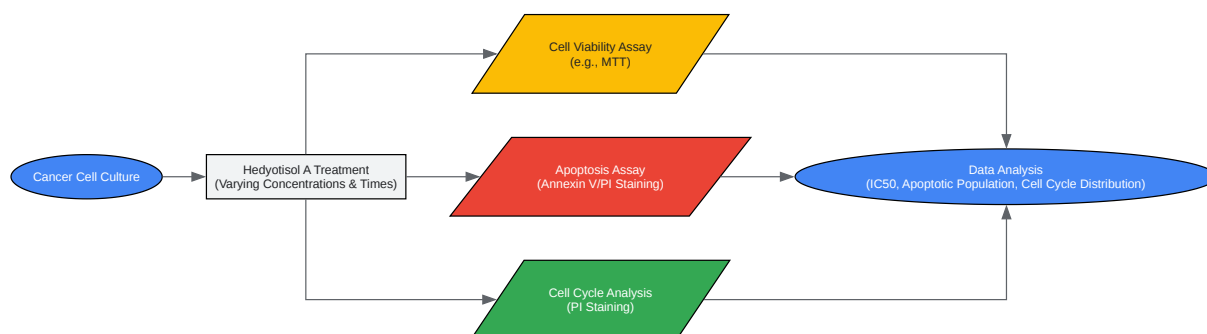 Cancer Cell Culture
Hedyotisol A Treatment
(Varying Concentrations & Times)
Cell Viability Assay
(e.g., MTT)
Apoptosis Assay
(Annexin V/PI Staining)
Cell Cycle Analysis
(PI Staining)
Data Analysis
(IC50, Apoptotic Population, Cell Cycle Distribution)